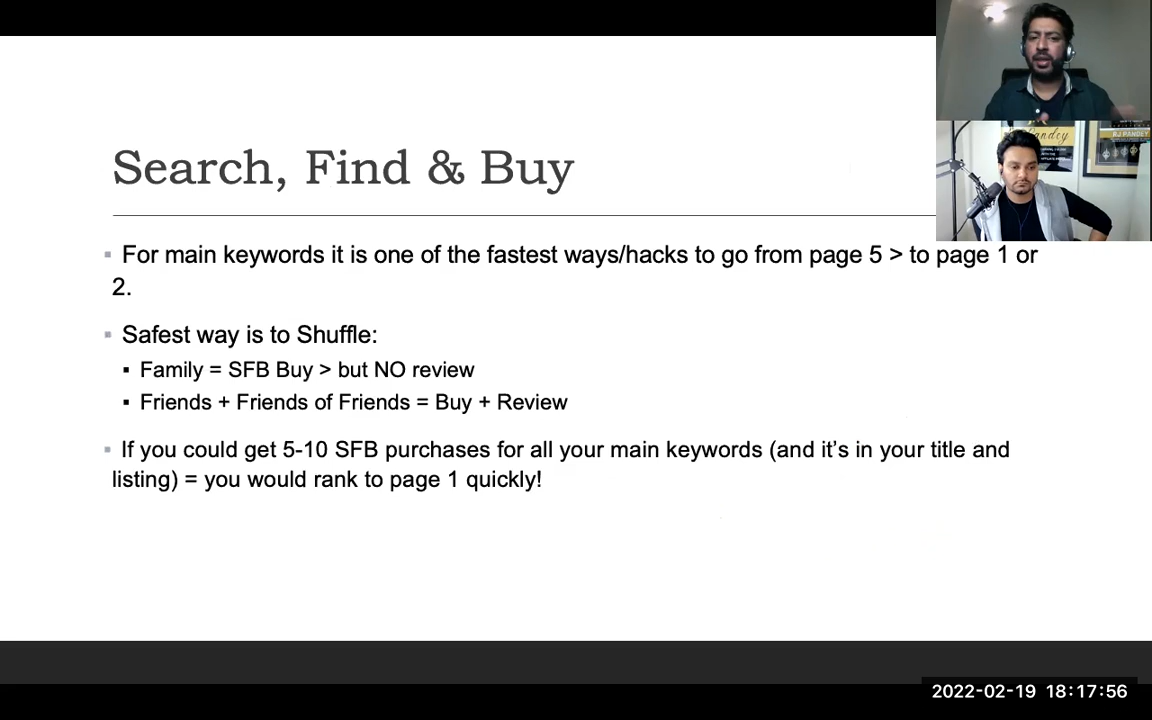 Search, Find & Buy
▪ For main keywords it is one of the fastest ways/hacks to go from page 5 > to page 1 or
2.
▪ Safest way is to Shuffle:
▪ Family = SFB Buy > but NO review
▪ Friends + Friends of Friends = Buy + Review
▪ If you could get 5-10 SFB purchases for all your main keywords (and it’s in your title and
listing) = you would rank to page 1 quickly!
Pandey
RJ PANDEY
2022-02-19 18:17:56